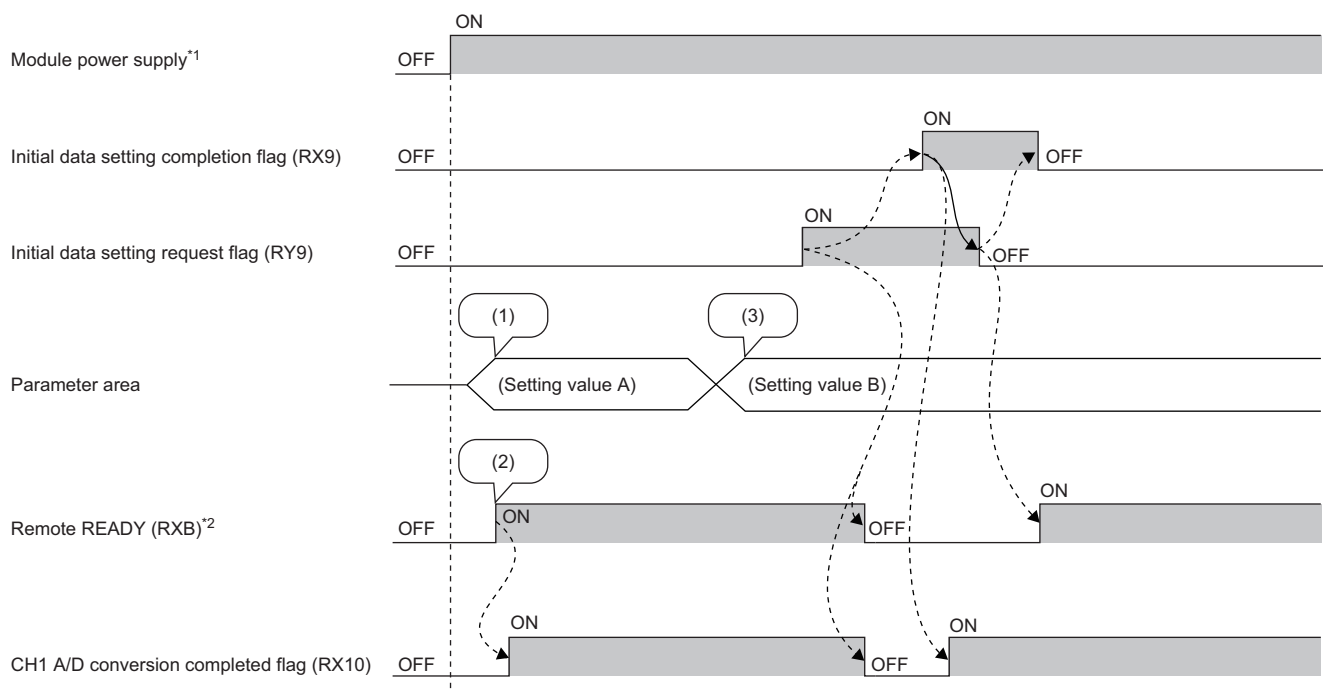 ON
Module power supply*1 OFF
ON
Initial data setting completion flag (RX9) OFF OFF
ON
Initial data setting request flag (RY9) OFF OFF
(1) (3)
Parameter area (Setting value A) (Setting value B)
(2)
ON ON
Remote READY (RXB)*2 OFF OFF
ON ON
CH1 A/D conversion completed flag (RX10) OFF OFF